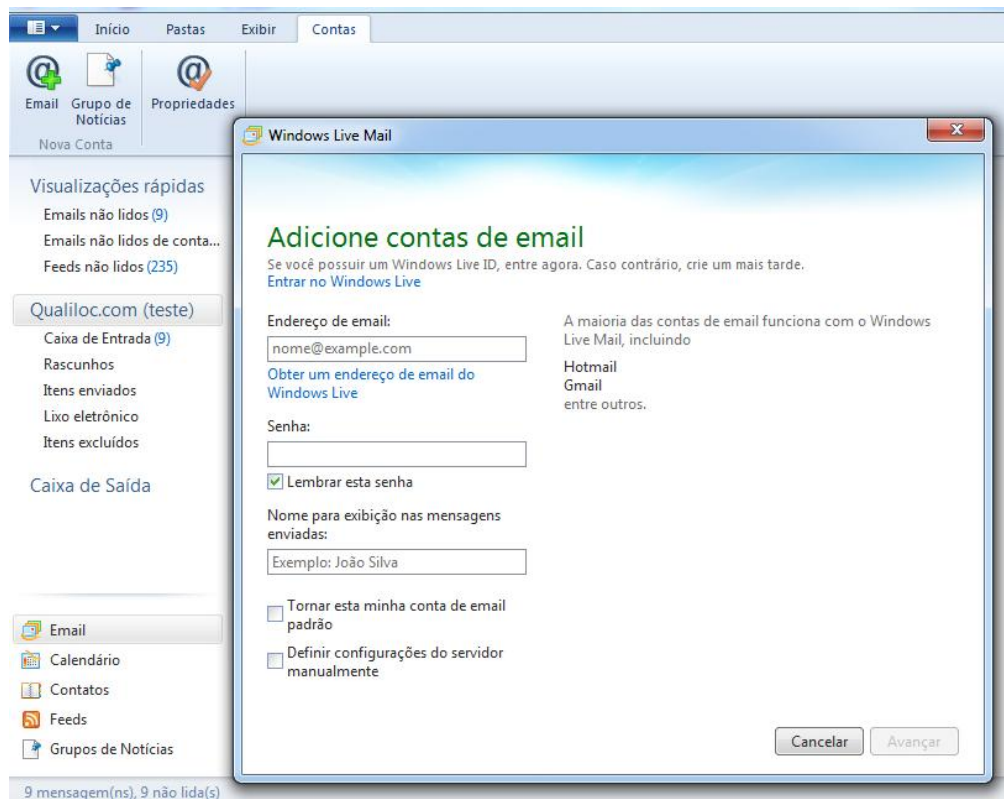 Início Pastas Exibir Contas
Email Grupo de Notícias Propriedades
Nova Conta
Visualizações rápidas
Emails não lidos (9)
Emails não lidos de conta...
Feeds não lidos (235)
Qualiloc.com (teste)
Caixa de Entrada (9)
Rascunhos
Itens enviados
Lixo eletrônico
Itens excluídos
Caixa de Saída
Email
Calendário
Contatos
Feeds
Grupos de Notícias
9 mensagem(ns), 9 não lida(s)
Windows Live Mail
Adicione contas de email
Se você possuir um Windows Live ID, entre agora. Caso contrário, crie um mais tarde.
Entrar no Windows Live
Endereço de email:
nome@example.com
Obter um endereço de email do
Windows Live
Senha:
Lembrar esta senha
Nome para exibição nas mensagens
enviadas:
Exemplo: João Silva
Tornar esta minha conta de email
padrão
Definir configurações do servidor
manualmente
A maioria das contas de email funciona com o Windows
Live Mail, incluindo
Hotmail
Gmail
entre outros.
Cancelar Avançar